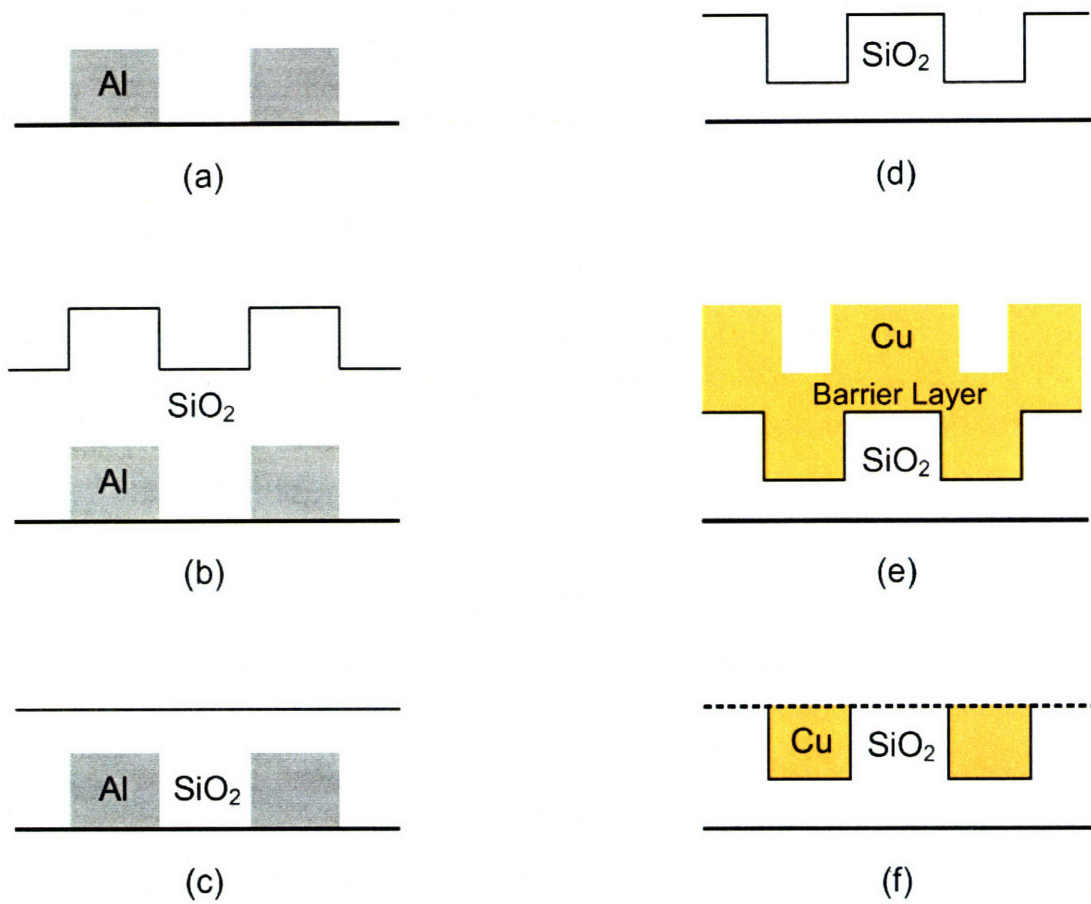 Al
(a)
SiO₂
Al
(b)
Al SiO₂
(c)
SiO₂
(d)
Cu
Barrier Layer
SiO₂
(e)
Cu SiO₂
(f)